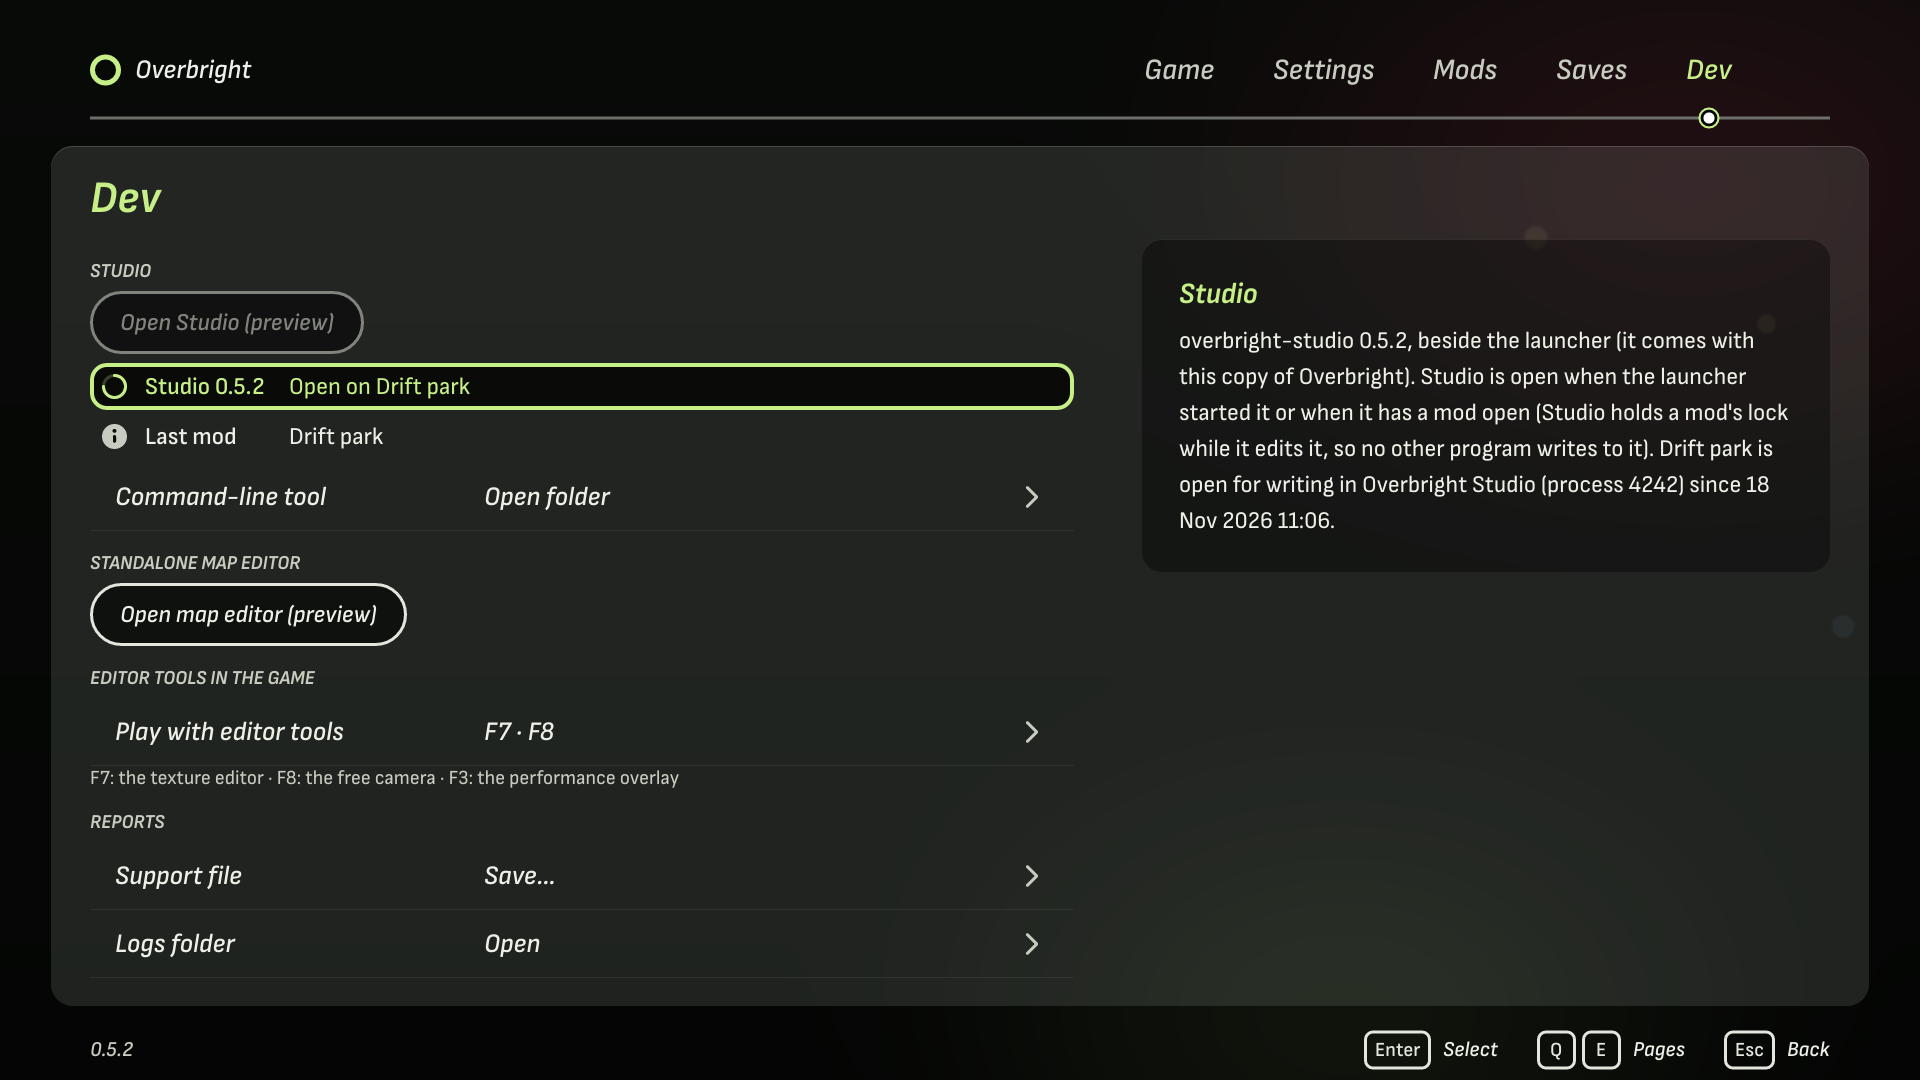 Overbright
Game
Settings
Mods
Saves
Dev
Dev
STUDIO
Open Studio (preview)
Studio 0.5.2 Open on Drift park
Last mod Drift park
Command-line tool Open folder
STANDALONE MAP EDITOR
Open map editor (preview)
EDITOR TOOLS IN THE GAME
Play with editor tools F7 · F8
F7: the texture editor · F8: the free camera · F3: the performance overlay
REPORTS
Support file Save...
Logs folder Open
Studio
overbright-studio 0.5.2, beside the launcher (it comes with
this copy of Overbright). Studio is open when the launcher
started it or when it has a mod open (Studio holds a mod's lock
while it edits it, so no other program writes to it). Drift park is
open for writing in Overbright Studio (process 4242) since 18
Nov 2026 11:06.
0.5.2
Enter Select
Q E Pages
Esc Back